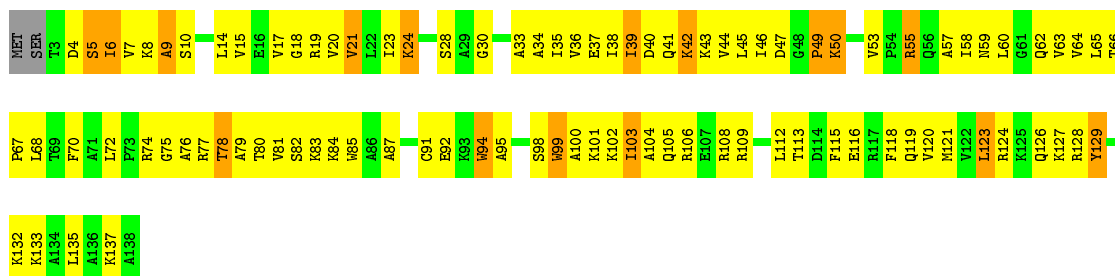 MET SER T3 D4 S5 I6 V7 K8 A9 S10 L14 V15 E16 V17 G18 R19 V20 V21 L22 I23 K24 S28 A29 G30 A33 A34 I35 V36 E37 I38 I39 D40 Q41 K42 K43 V44 L45 I46 D47 G48 P49 K50 V53 P54 R55 Q56 A57 I58 N59 L60 G61 Q62 V63 V64 L65 T66
P67 L68 T69 F70 A71 L72 P73 R74 G75 A76 R77 T78 A79 T80 V81 S82 K83 K84 W85 A86 A87 C91 E92 K93 W94 A95 S98 W99 A100 K101 K102 I103 A104 Q105 R106 E107 R108 R109 L112 T113 D114 F115 E116 R117 F118 Q119 V120 M121 V122 L123 R124 K125 Q126 K127 R128 Y129
K132 K133 A134 L135 A136 K137 A138